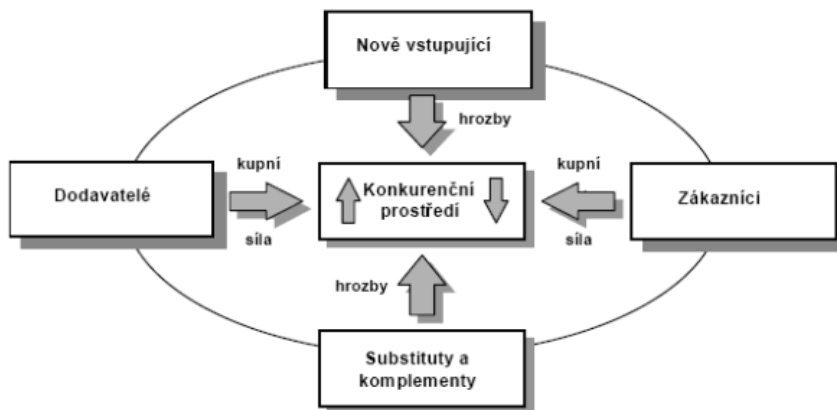 Nově vstupující
hrozby
kupní
síla
Dodavatelé
Konkurenční
prostředí
kupní
síla
Zákazníci
hrozby
Substituty a
komplementy